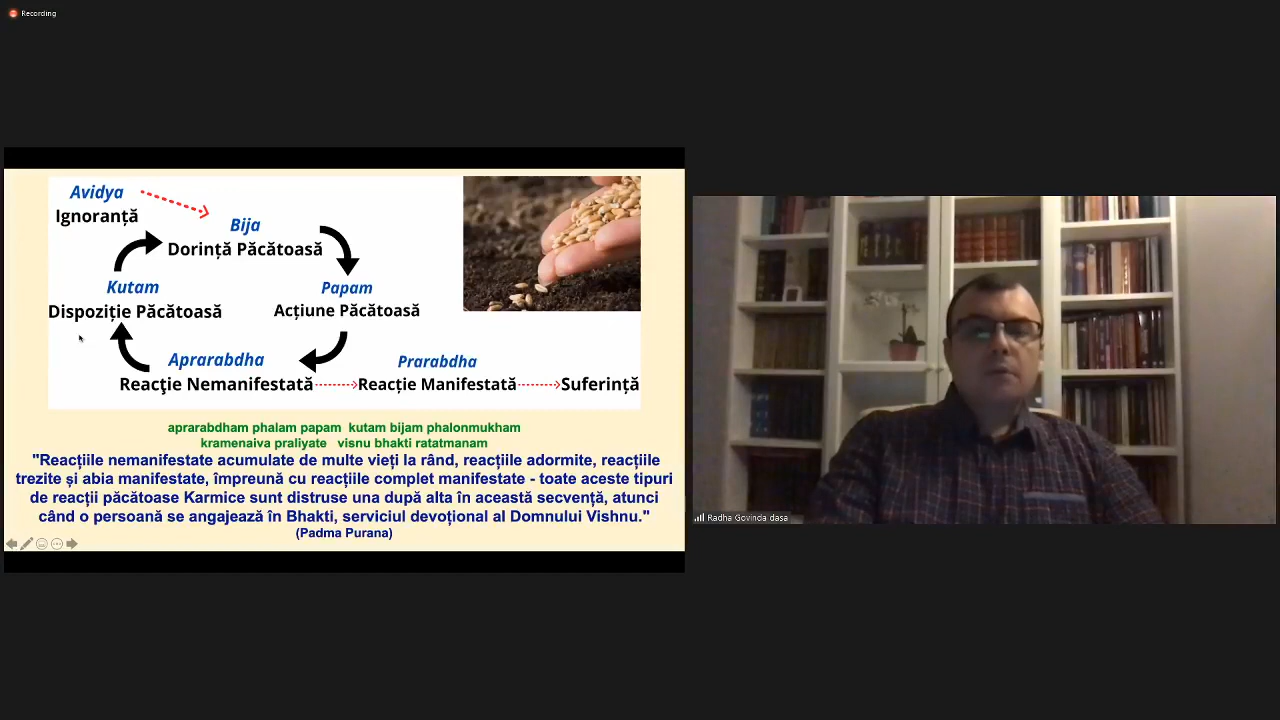 Recording
Avidya
Ignoranță
Bija
Dorință Păcătoasă
Kutam
Dispoziție Păcătoasă
Papam
Acțiune Păcătoasă
Aprarabdha
Reacţie Nemanifestată
Prarabdha
Reacție Manifestată
Suferință
aprarabdham phalam papam kutam bijam phalonmukham
kramenaiva praliyate visnu bhakti ratatmanam
"Reacțiile nemanifestate acumulate de multe vieți la rând, reacțiile adormite, reacțiile
trezite și abia manifestate, împreună cu reacțiile complet manifestate - toate aceste tipuri
de reacții păcătoase Karmice sunt distruse una după alta în această secvență, atunci
când o persoană se angajează în Bhakti, serviciul devoțional al Domnului Vishnu."
(Padma Purana)
Radha Govinda dasa